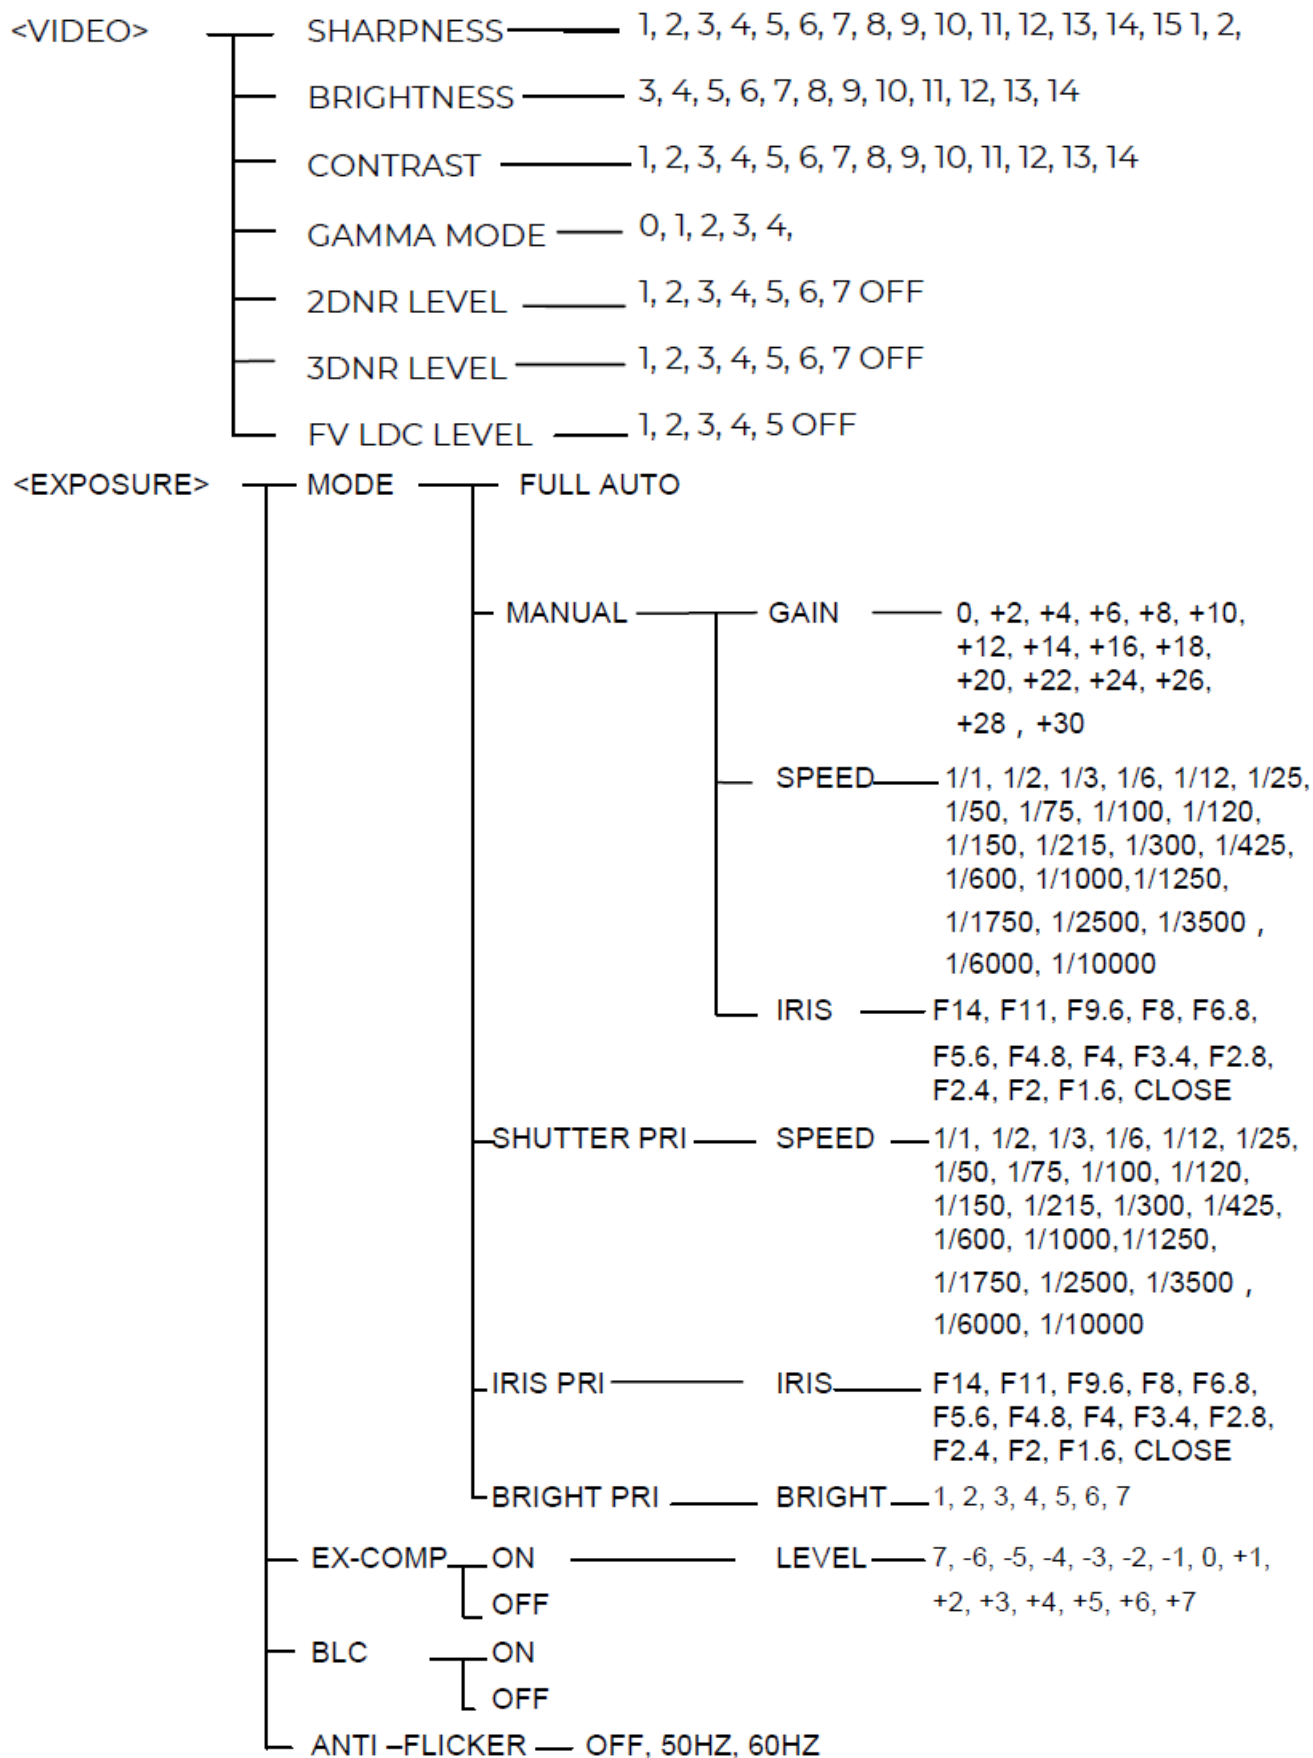 <VIDEO> SHARPNESS 1, 2, 3, 4, 5, 6, 7, 8, 9, 10, 11, 12, 13, 14, 15 1, 2,
BRIGHTNESS 3, 4, 5, 6, 7, 8, 9, 10, 11, 12, 13, 14
CONTRAST 1, 2, 3, 4, 5, 6, 7, 8, 9, 10, 11, 12, 13, 14
GAMMA MODE 0, 1, 2, 3, 4,
2DNR LEVEL 1, 2, 3, 4, 5, 6, 7 OFF
3DNR LEVEL 1, 2, 3, 4, 5, 6, 7 OFF
FV LDC LEVEL 1, 2, 3, 4, 5 OFF
<EXPOSURE> MODE FULL AUTO
MANUAL GAIN 0, +2, +4, +6, +8, +10,
+12, +14, +16, +18,
+20, +22, +24, +26,
+28 , +30
SPEED 1/1, 1/2, 1/3, 1/6, 1/12, 1/25,
1/50, 1/75, 1/100, 1/120,
1/150, 1/215, 1/300, 1/425,
1/600, 1/1000,1/1250,
1/1750, 1/2500, 1/3500 ,
1/6000, 1/10000
IRIS F14, F11, F9.6, F8, F6.8,
F5.6, F4.8, F4, F3.4, F2.8,
F2.4, F2, F1.6, CLOSE
SHUTTER PRI SPEED 1/1, 1/2, 1/3, 1/6, 1/12, 1/25,
1/50, 1/75, 1/100, 1/120,
1/150, 1/215, 1/300, 1/425,
1/600, 1/1000,1/1250,
1/1750, 1/2500, 1/3500 ,
1/6000, 1/10000
IRIS PRI IRIS F14, F11, F9.6, F8, F6.8,
F5.6, F4.8, F4, F3.4, F2.8,
F2.4, F2, F1.6, CLOSE
BRIGHT PRI BRIGHT 1, 2, 3, 4, 5, 6, 7
EX-COMP ON LEVEL 7, -6, -5, -4, -3, -2, -1, 0, +1,
OFF +2, +3, +4, +5, +6, +7
BLC ON
OFF
ANTI –FLICKER OFF, 50HZ, 60HZ